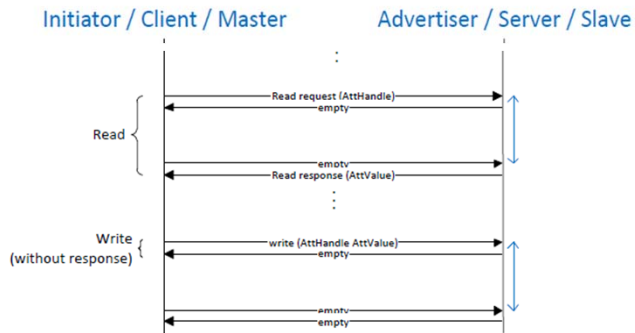 Initiator / Client / Master
Advertiser / Server / Slave
Read request (AttHandle)
empty
Read
empty
Read response (AttValue)
Write
(without response)
write (AttHandle AttValue)
empty
empty
empty